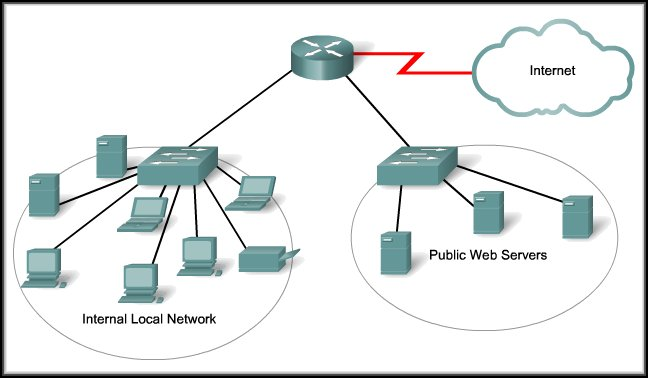 Internet
Public Web Servers
Internal Local Network